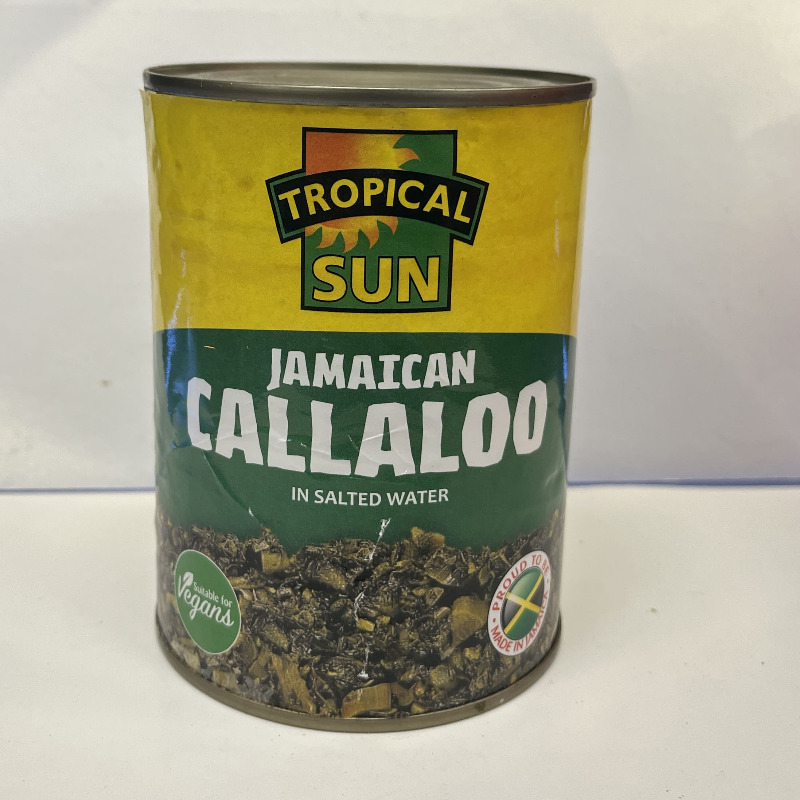 TROPICAL
SUN
JAMAICAN
CALLALOO
IN SALTED WATER
Suitable for
Vegans
PROUD TO BE
MADE IN JAMAICA